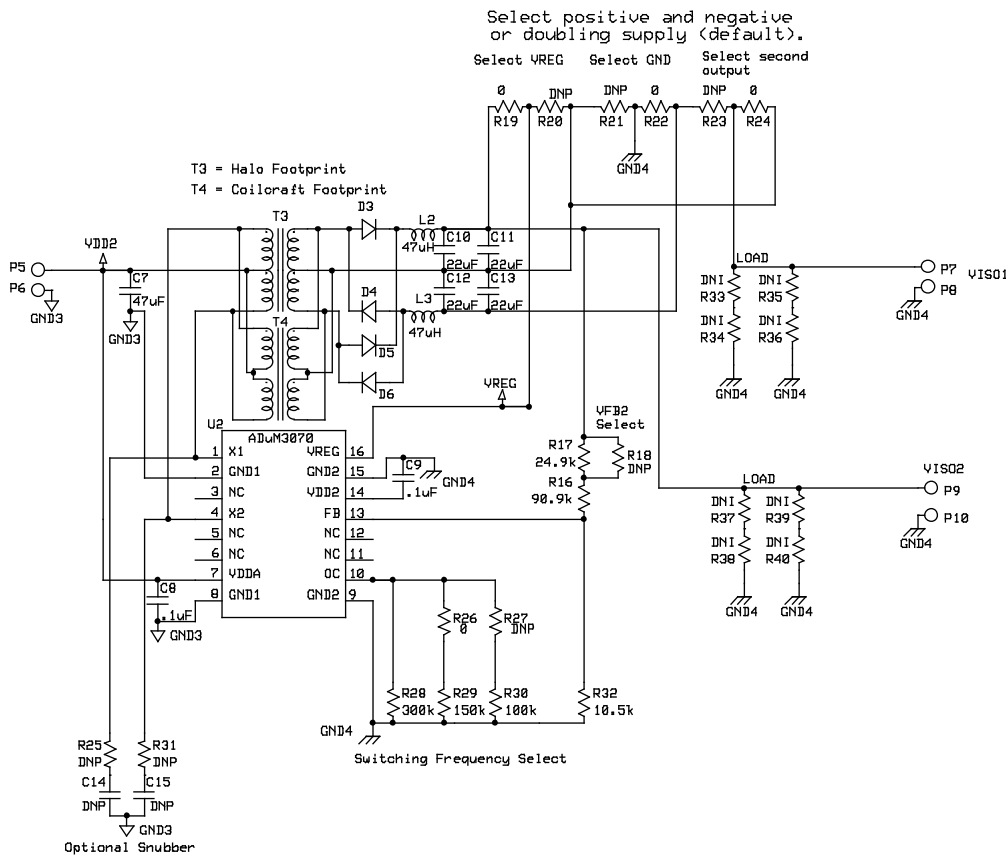 Select positive and negative
or doubling supply (default).
Select VREG
Select GND
Select second
output
0
DNP
DNP
0
DNP
0
R19
R20
R21
R22
R23
R24
GND4
T3 = Halo Footprint
T4 = Coilcraft Footprint
T3
D3
L2
47uH
C10
22uF
C11
22uF
C12
22uF
C13
22uF
D4
L3
47uH
T4
D5
D6
P5
P6
GND3
VDD2
C7
47uF
GND3
LOAD
DNI
R33
DNI
R35
DNI
R34
DNI
R36
GND4
GND4
P7
VISO1
P8
GND4
VREG
VFB2
Select
R17
24.9k
R18
DNP
R16
90.9k
U2
ADuM3070
1 X1
2 GND1
3 NC
4 X2
5 NC
6 NC
7 VDDA
8 GND1
VREG 16
GND2 15
VDD2 14
FB 13
NC 12
NC 11
OC 10
GND2 9
C9
.1uF
GND4
C8
.1uF
GND3
LOAD
DNI
R37
DNI
R39
DNI
R38
DNI
R40
GND4
GND4
VISO2
P9
P10
GND4
R26
0
R27
DNP
R28
300k
R29
150k
R30
100k
R32
10.5k
GND4
Switching Frequency Select
R25
DNP
R31
DNP
C14
DNP
C15
DNP
GND3
Optional Snubber